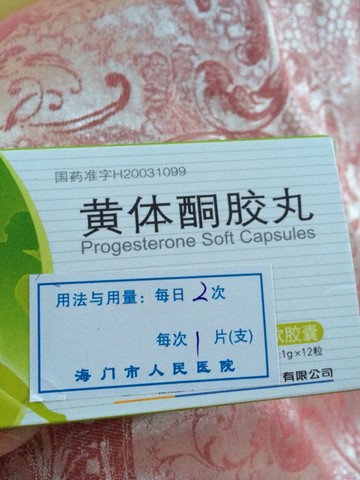 国药准字H20031099
黄体酮胶丸
Progesterone Soft Capsules
用法与用量：每日2次
每次1片(支)
海门市人民医院
胶囊
1g×12粒
有限公司